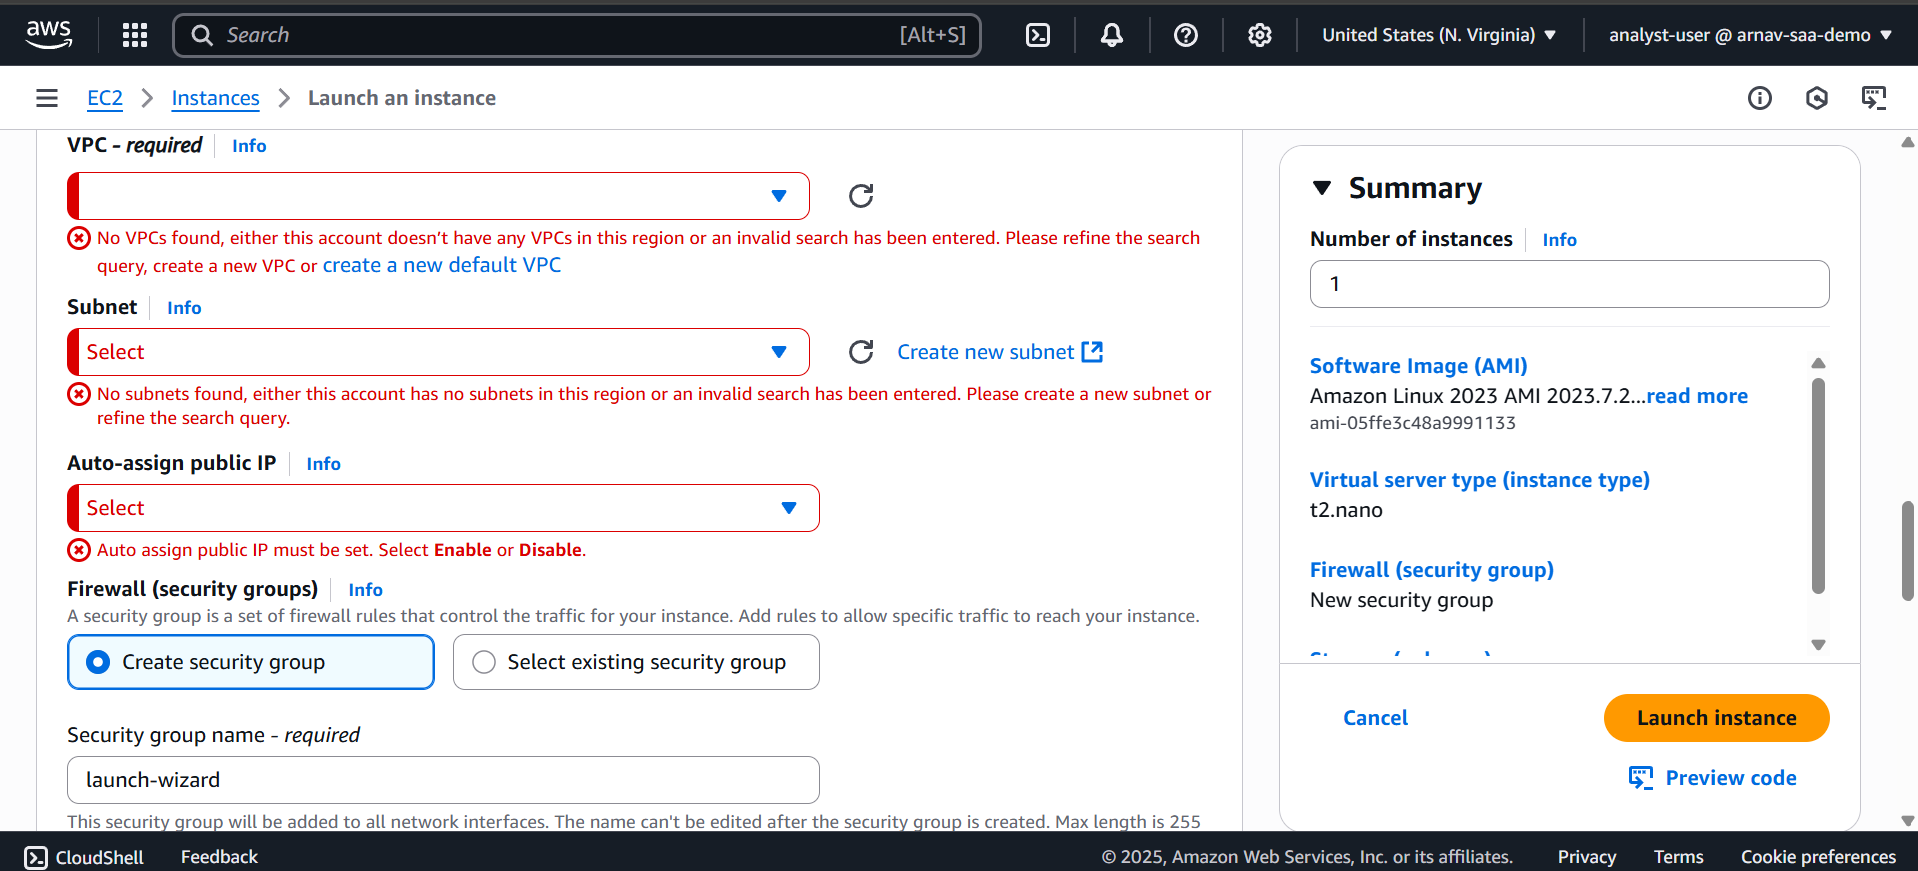 aws
Search [Alt+S]
United States (N. Virginia)
analyst-user @ arnav-saa-demo
EC2
Instances
Launch an instance
VPC - required
Info
No VPCs found, either this account doesn’t have any VPCs in this region or an invalid search has been entered. Please refine the search
query, create a new VPC or create a new default VPC
Subnet
Info
Select
Create new subnet
No subnets found, either this account has no subnets in this region or an invalid search has been entered. Please create a new subnet or
refine the search query.
Auto-assign public IP
Info
Select
Auto assign public IP must be set. Select Enable or Disable.
Firewall (security groups)
Info
A security group is a set of firewall rules that control the traffic for your instance. Add rules to allow specific traffic to reach your instance.
Create security group
Select existing security group
Security group name - required
launch-wizard
This security group will be added to all network interfaces. The name can't be edited after the security group is created. Max length is 255
Summary
Number of instances
Info
1
Software Image (AMI)
Amazon Linux 2023 AMI 2023.7.2...read more
ami-05ffe3c48a9991133
Virtual server type (instance type)
t2.nano
Firewall (security group)
New security group
Cancel
Launch instance
Preview code
CloudShell
Feedback
© 2025, Amazon Web Services, Inc. or its affiliates.
Privacy
Terms
Cookie preferences